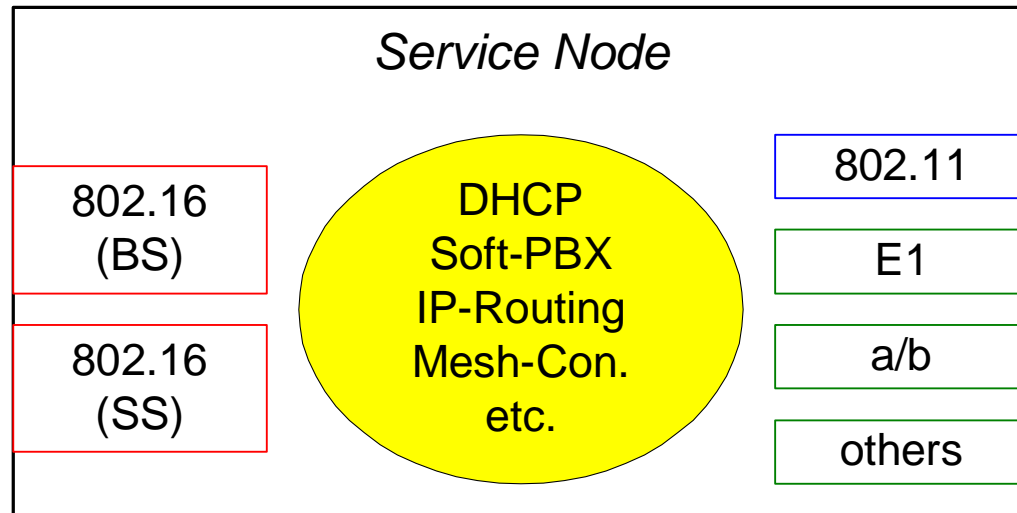 Service Node
802.16
(BS)
802.16
(SS)
DHCP
Soft-PBX
IP-Routing
Mesh-Con.
etc.
802.11
E1
a/b
others